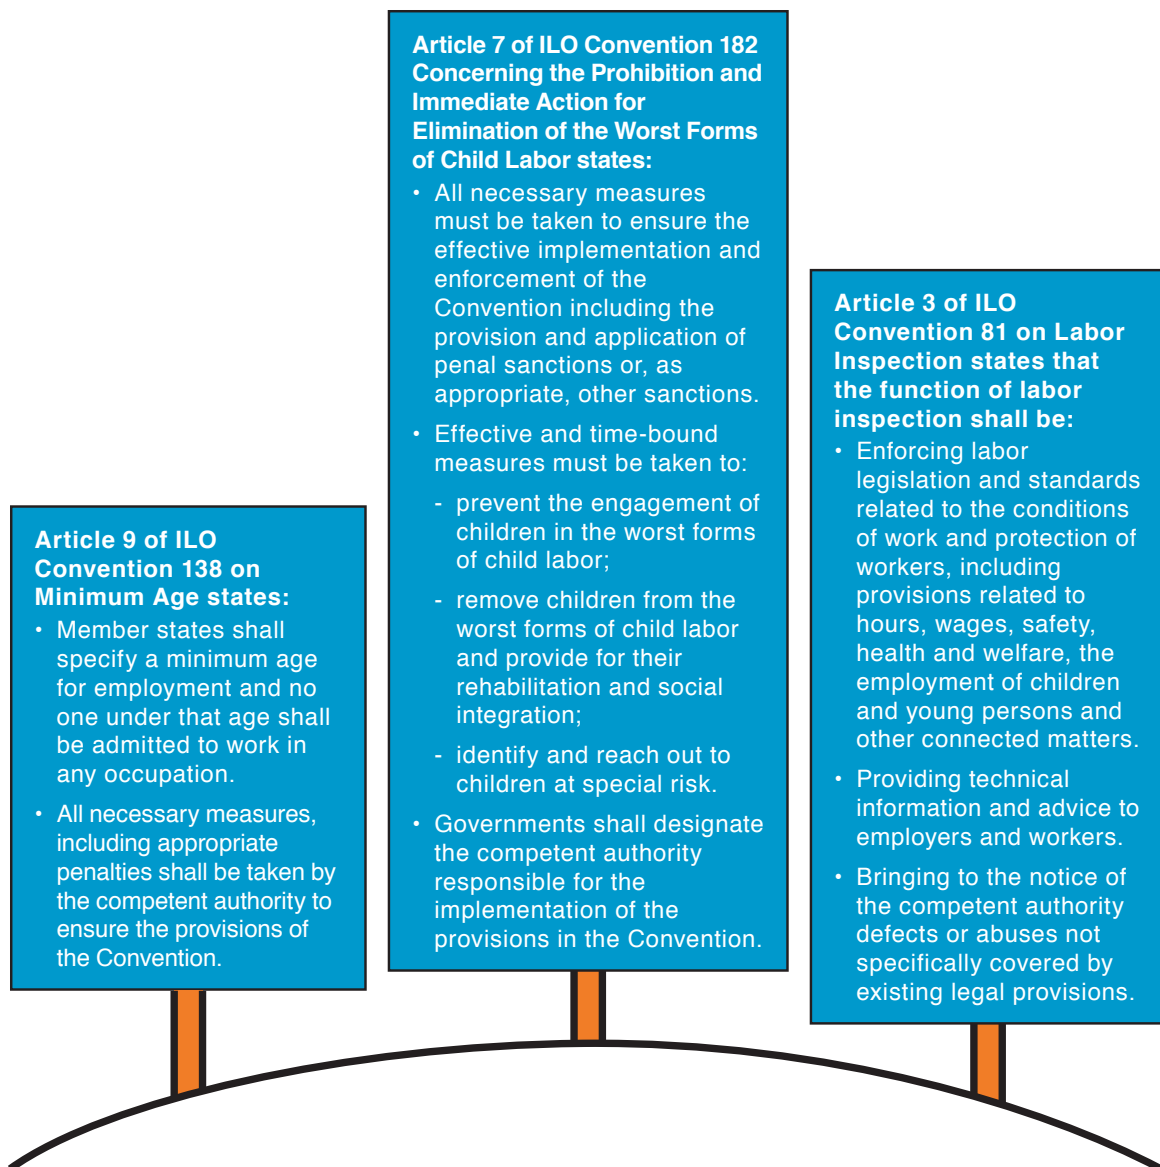 Article 9 of ILO
Convention 138 on
Minimum Age states:
• Member states shall
specify a minimum age
for employment and no
one under that age shall
be admitted to work in
any occupation.
• All necessary measures,
including appropriate
penalties shall be taken by
the competent authority to
ensure the provisions of
the Convention.
Article 7 of ILO Convention 182
Concerning the Prohibition and
Immediate Action for
Elimination of the Worst Forms
of Child Labor states:
• All necessary measures
must be taken to ensure the
effective implementation and
enforcement of the
Convention including the
provision and application of
penal sanctions or, as
appropriate, other sanctions.
• Effective and time-bound
measures must be taken to:
- prevent the engagement of
children in the worst forms
of child labor;
- remove children from the
worst forms of child labor
and provide for their
rehabilitation and social
integration;
- identify and reach out to
children at special risk.
• Governments shall designate
the competent authority
responsible for the
implementation of the
provisions in the Convention.
Article 3 of ILO
Convention 81 on Labor
Inspection states that
the function of labor
inspection shall be:
• Enforcing labor
legislation and standards
related to the conditions
of work and protection of
workers, including
provisions related to
hours, wages, safety,
health and welfare, the
employment of children
and young persons and
other connected matters.
• Providing technical
information and advice to
employers and workers.
• Bringing to the notice of
the competent authority
defects or abuses not
specifically covered by
existing legal provisions.